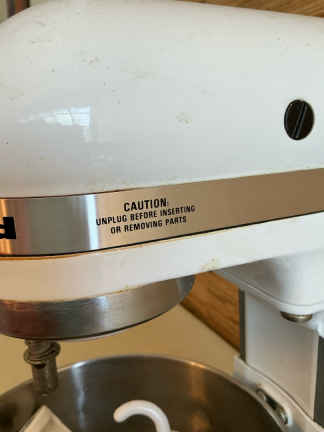 CAUTION:
UNPLUG BEFORE INSERTING
OR REMOVING PARTS